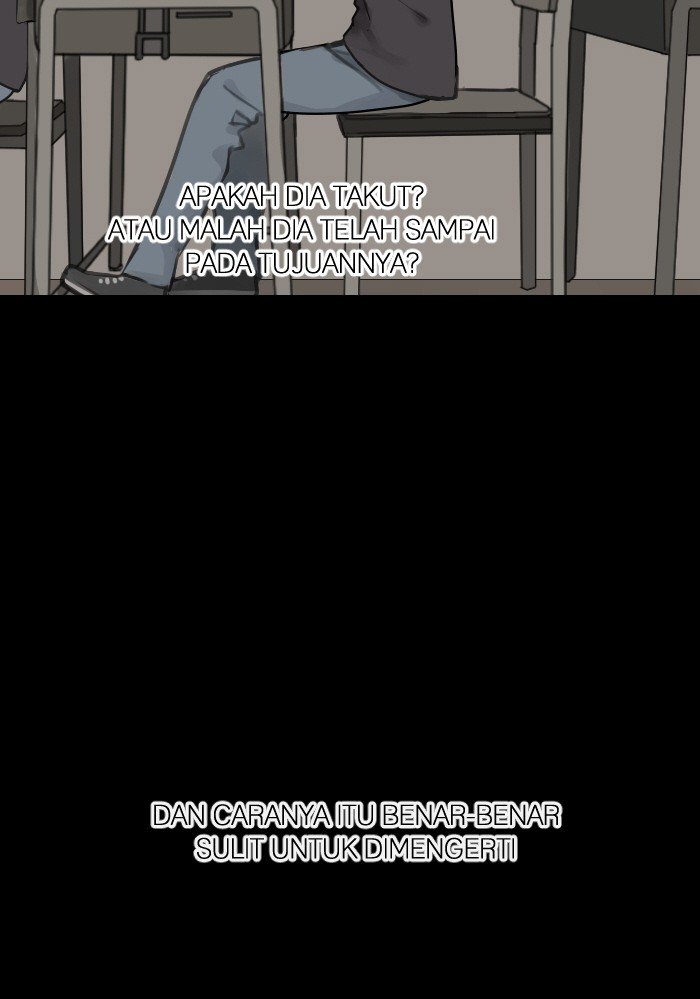 APAKAH DIA TAKUT?
ATAU MALAH DIA TELAH SAMPAI
PADA TUJUANNYA?
DAN CARANYA ITU BENAR-BENAR
SULIT UNTUK DIMENGERTI